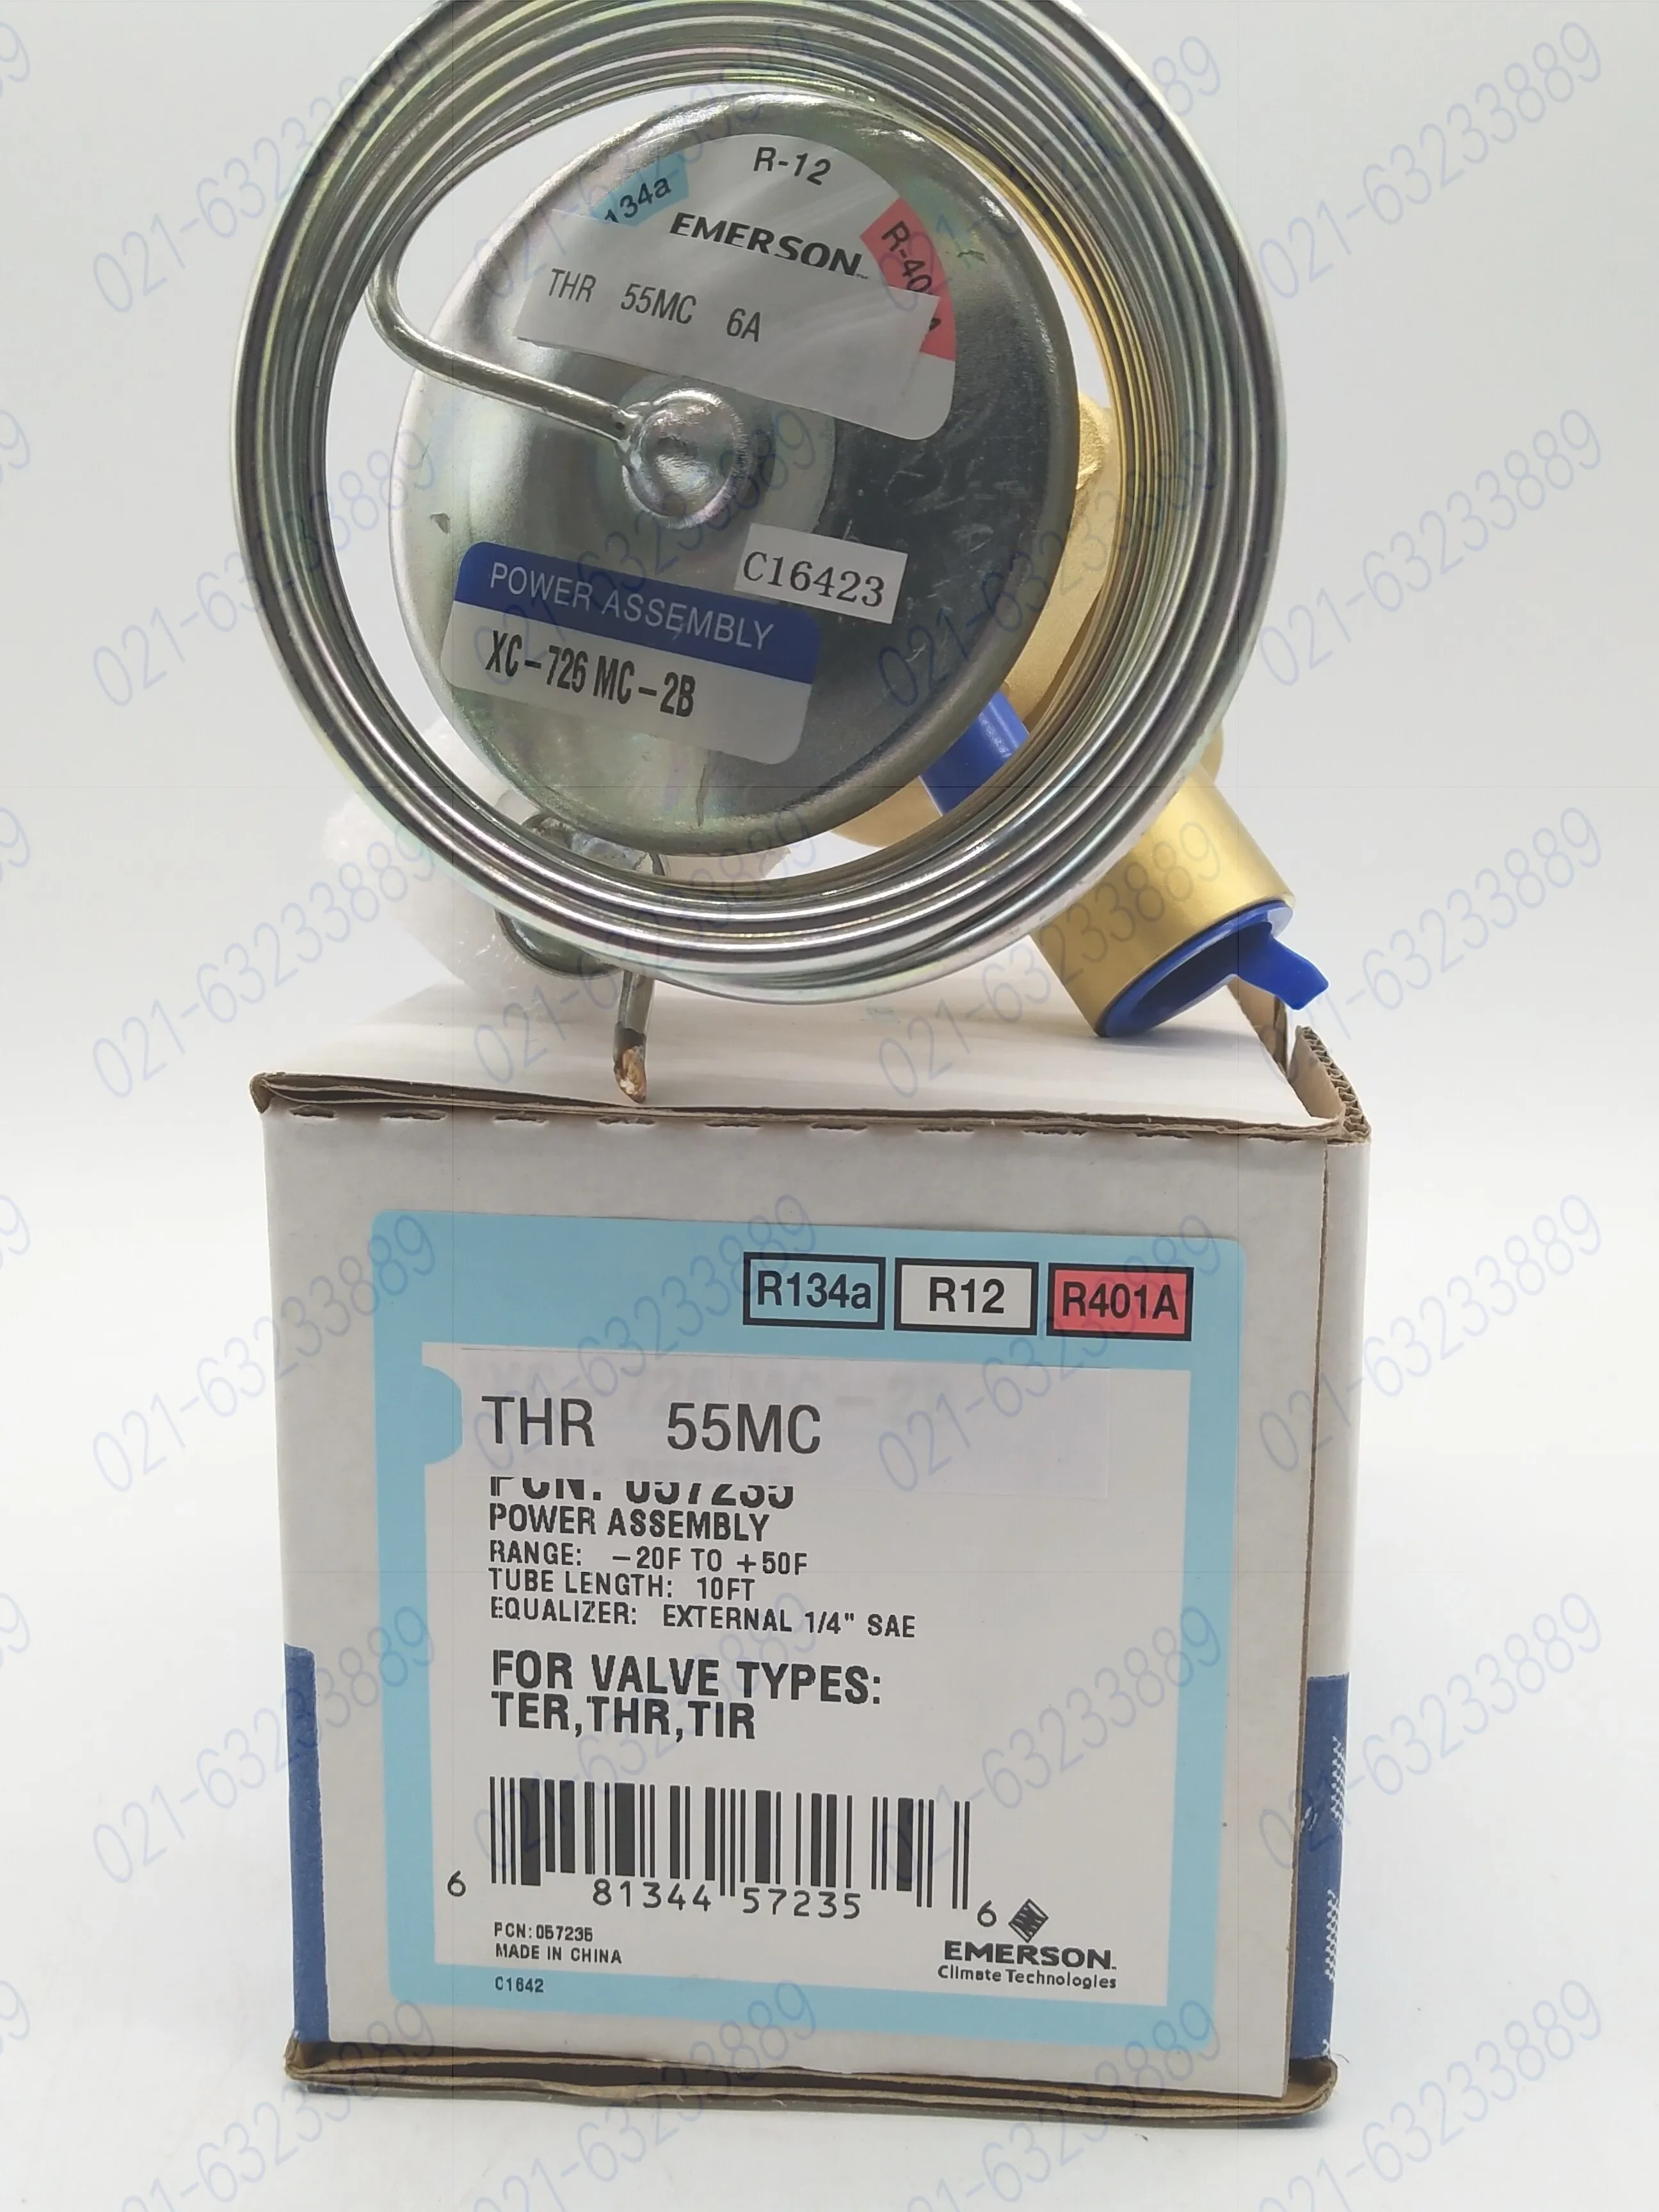 R-12
134a
EMERSON
THR 55MC 6A
C16423
POWER ASSEMBLY
XC-726 MC-2B
R134a R12 R401A
THR 55MC
PCN: 057235
POWER ASSEMBLY
RANGE: -20F TO +50F
TUBE LENGTH: 10FT
EQUALIZER: EXTERNAL 1/4" SAE
FOR VALVE TYPES:
TER,THR,TIR
6 81344 57235 6
PCN:057235
MADE IN CHINA
C1642
EMERSON
Climate Technologies
021-63233889